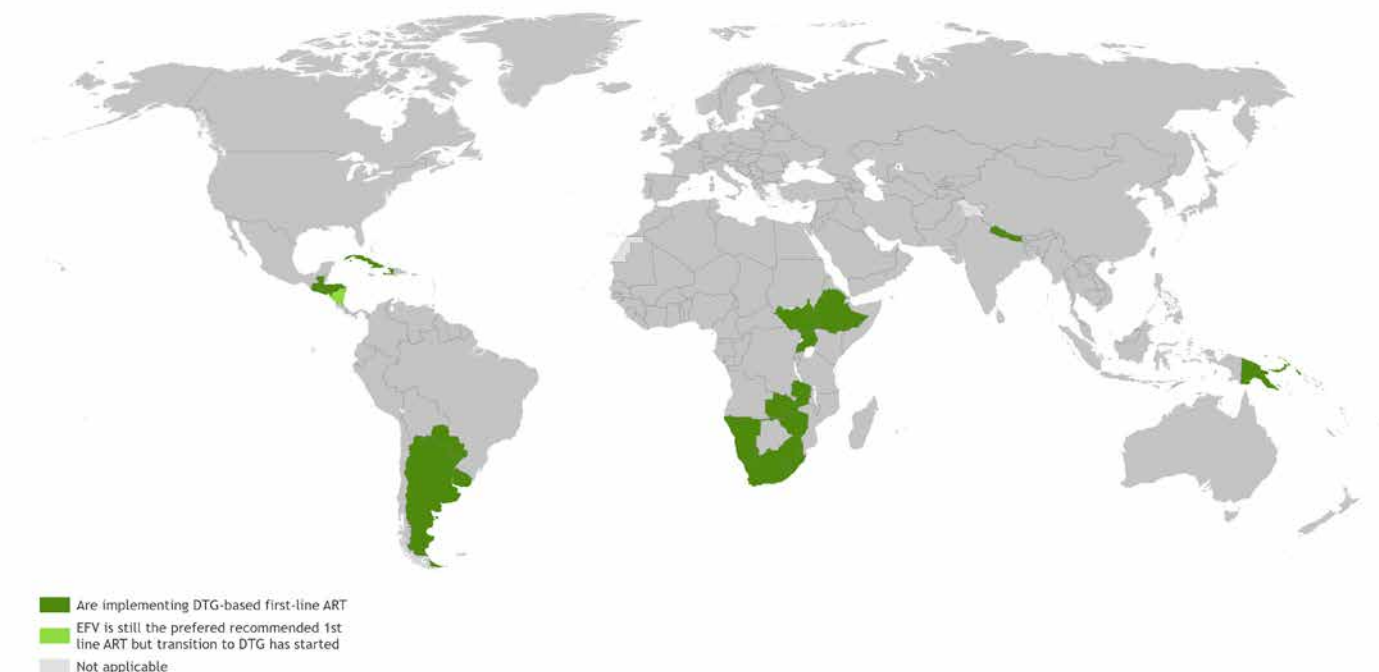 Are implementing DTG-based first-line ART
EFV is still the prefered recommended 1st
line ART but transition to DTG has started
Not applicable